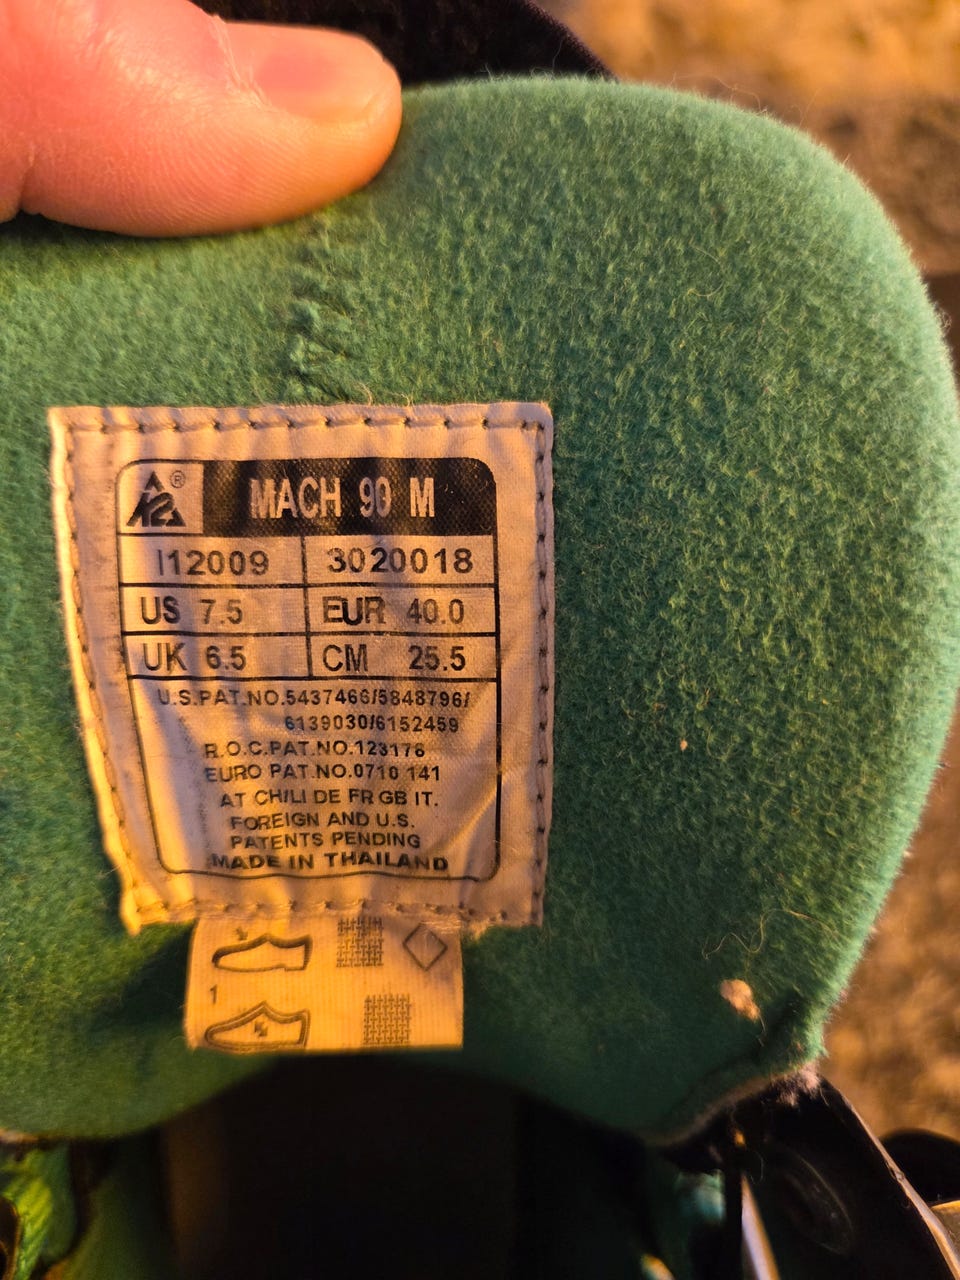 K2® MACH 90 M
I12009 3020018
US 7.5 EUR 40.0
UK 6.5 CM 25.5
U.S.PAT.NO.5437466/5848796/
6139030/6152459
R.O.C.PAT.NO.123178
EURO PAT.NO.0710 141
AT CH/LI DE FR GB IT.
FOREIGN AND U.S.
PATENTS PENDING
MADE IN THAILAND
1